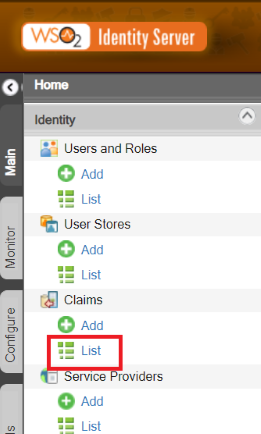 WSO2 Identity Server
Home
Identity
Users and Roles
Add
List
User Stores
Add
List
Claims
Add
List
Service Providers
Add
List
Main
Monitor
Configure